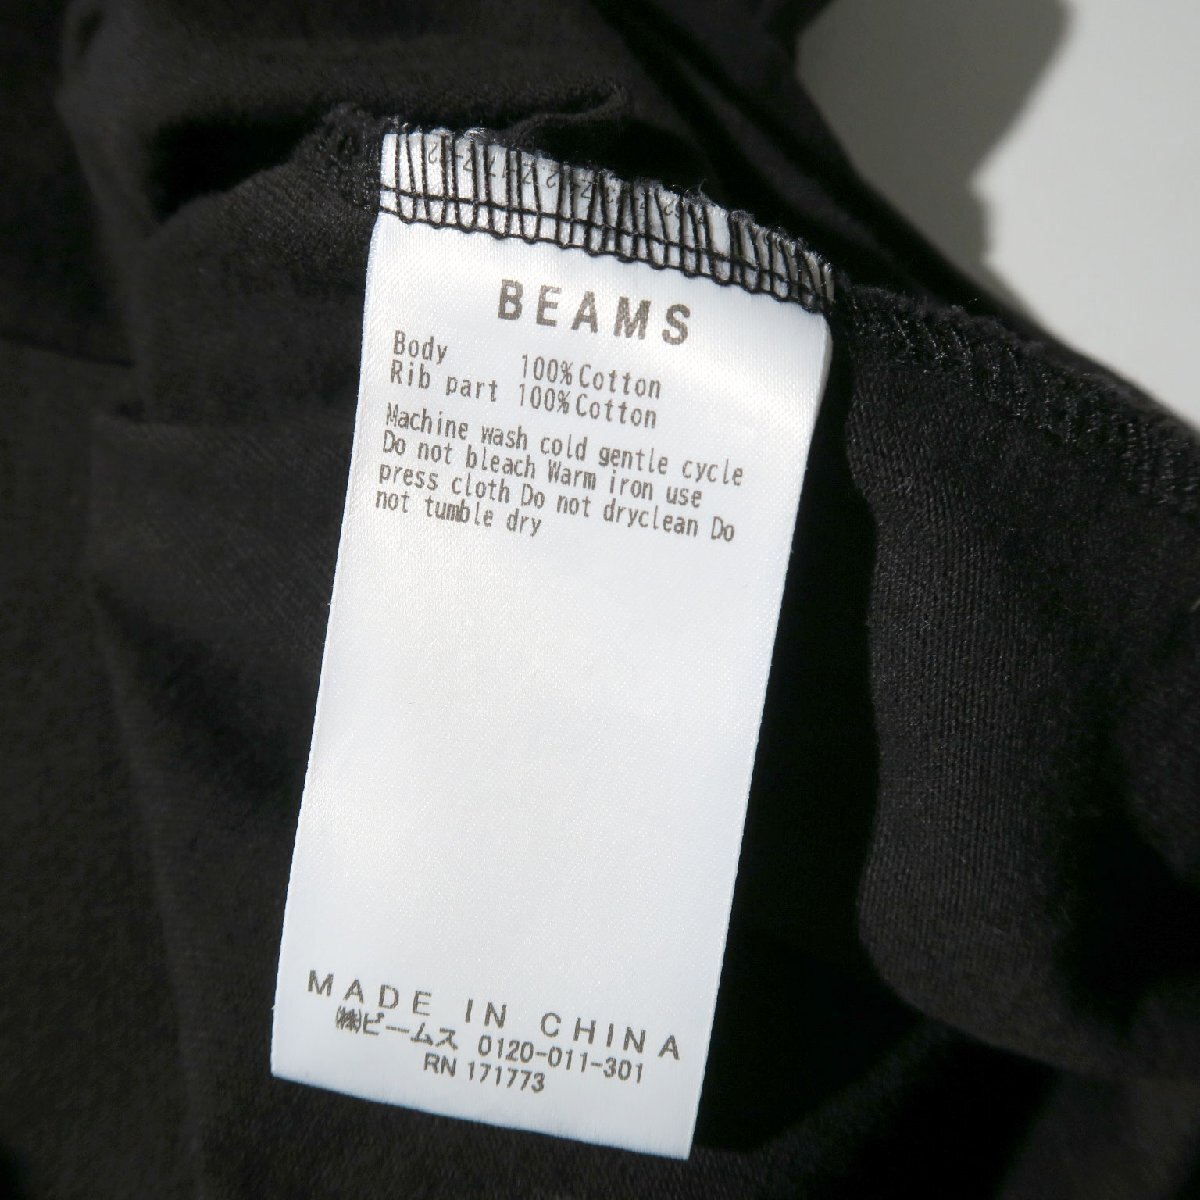 BEAMS
Body 100%Cotton
Rib part 100%Cotton
Machine wash cold gentle cycle
Do not bleach Warm iron use
press cloth Do not dryclean Do
not tumble dry
MADE IN CHINA
㈱ビームス 0120-011-301
RN 171773